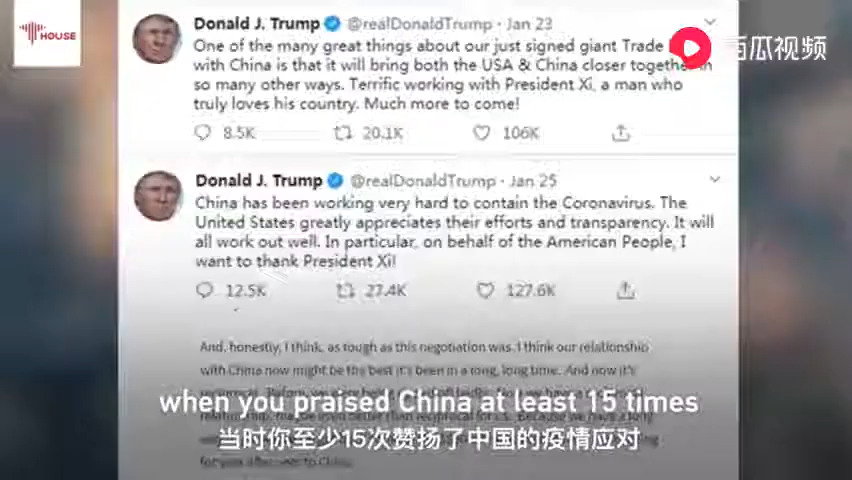 HOUSE
西瓜视频
Donald J. Trump @realDonaldTrump · Jan 23
One of the many great things about our just signed giant Trade
with China is that it will bring both the USA & China closer together in
so many other ways. Terrific working with President Xi, a man who
truly loves his country. Much more to come!
8.5K 20.1K 106K
Donald J. Trump @realDonaldTrump · Jan 25
China has been working very hard to contain the Coronavirus. The
United States greatly appreciates their efforts and transparency. It will
all work out well. In particular, on behalf of the American People, I
want to thank President Xi!
12.5K 27.4K 127.6K
And, honestly, I think, as tough as this negotiation was, I think our relationship
with China now might be the best it's been in a long, long time. And now it's
when you praised China at least 15 times
当时你至少15次赞扬了中国的疫情应对